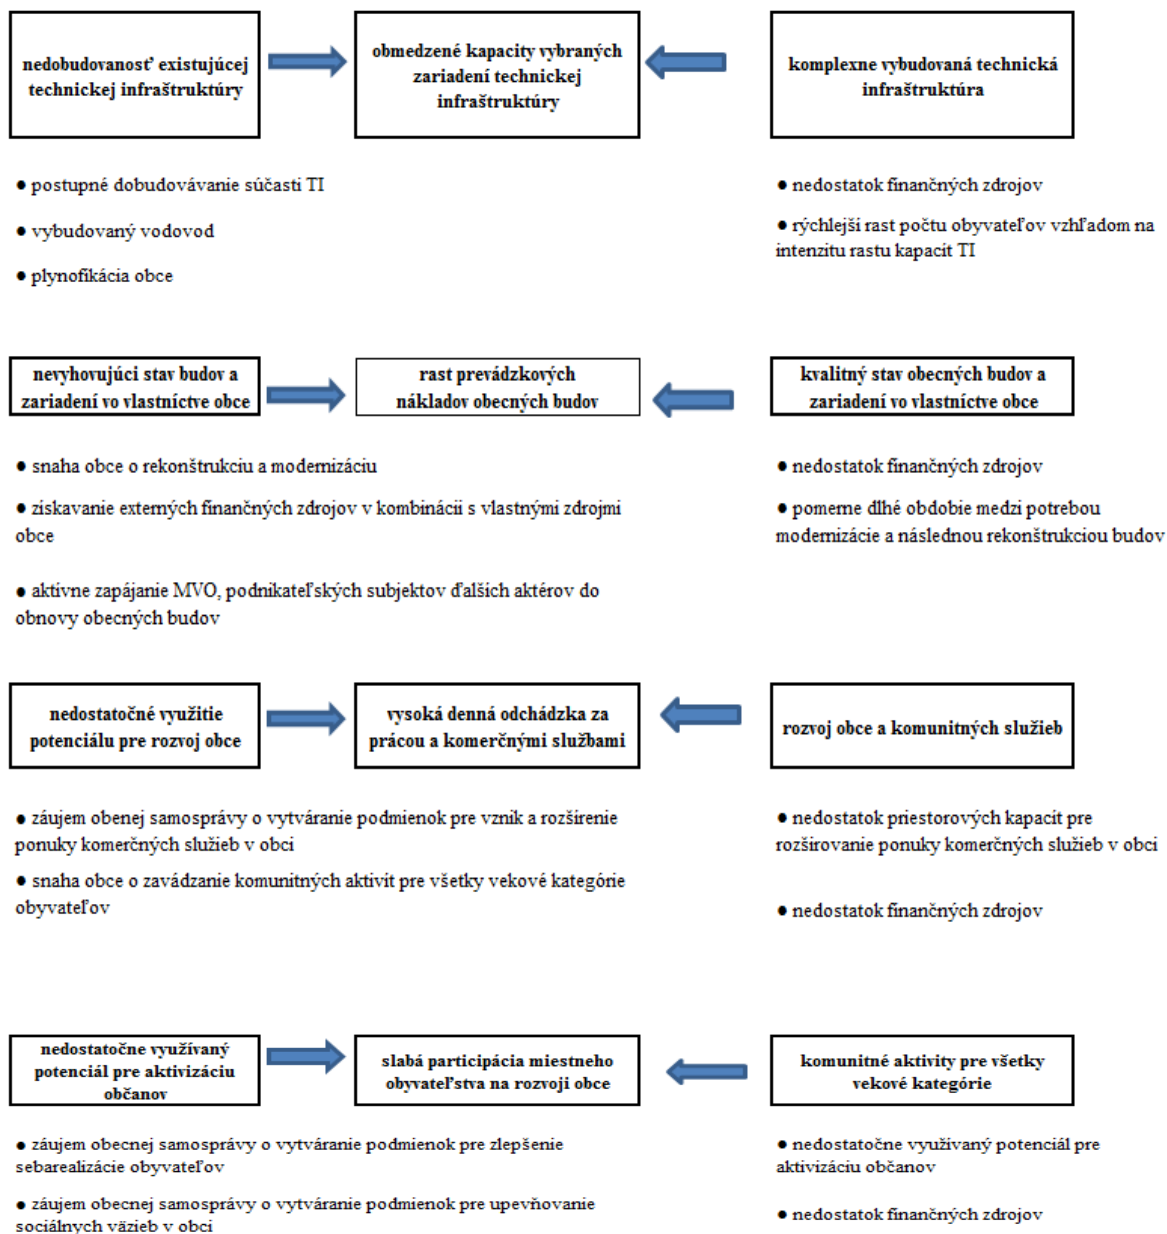 nedobudovanosť existujúcej
technickej infraštruktúry
obmedzené kapacity vybraných
zariadení technickej
infraštruktúry
komplexne vybudovaná technická
infraštruktúra
● postupné dobudovávanie súčastí TI
● vybudovaný vodovod
● plynofikácia obce
● nedostatok finančných zdrojov
● rýchlejší rast počtu obyvateľov vzhľadom na
intenzitu rastu kapacít TI
nevyhovujúci stav budov a
zariadení vo vlastníctve obce
rast prevádzkových
nákladov obecných budov
kvalitný stav obecných budov a
zariadení vo vlastníctve obce
● snaha obce o rekonštrukciu a modernizáciu
● získavanie externých finančných zdrojov v kombinácii s vlastnými zdrojmi
obce
● aktívne zapájanie MVO, podnikateľských subjektov ďalších aktérov do
obnovy obecných budov
● nedostatok finančných zdrojov
● pomerne dlhé obdobie medzi potrebou
modernizácie a následnou rekonštrukciou budov
nedostatočné využitie
potenciálu pre rozvoj obce
vysoká denná odchádzka za
prácou a komerčnými službami
rozvoj obce a komunitných služieb
● záujem obenej samosprávy o vytváranie podmienok pre vznik a rozšírenie
ponuky komerčných služieb v obci
● snaha obce o zavádzanie komunitných aktivít pre všetky vekové kategórie
obyvateľov
● nedostatok priestorových kapacít pre
rozširovanie ponuky komerčných služieb v obci
● nedostatok finančných zdrojov
nedostatočne využívaný
potenciál pre aktivizáciu
občanov
slabá participácia miestneho
obyvateľstva na rozvoji obce
komunitné aktivity pre všetky
vekové kategórie
● záujem obecnej samosprávy o vytváranie podmienok pre zlepšenie
sebarealizácie obyvateľov
● záujem obecnej samosprávy o vytváranie podmienok pre upevňovanie
sociálnych väzieb v obci
● nedostatočne využívaný potenciál pre
aktivizáciu občanov
● nedostatok finančných zdrojov